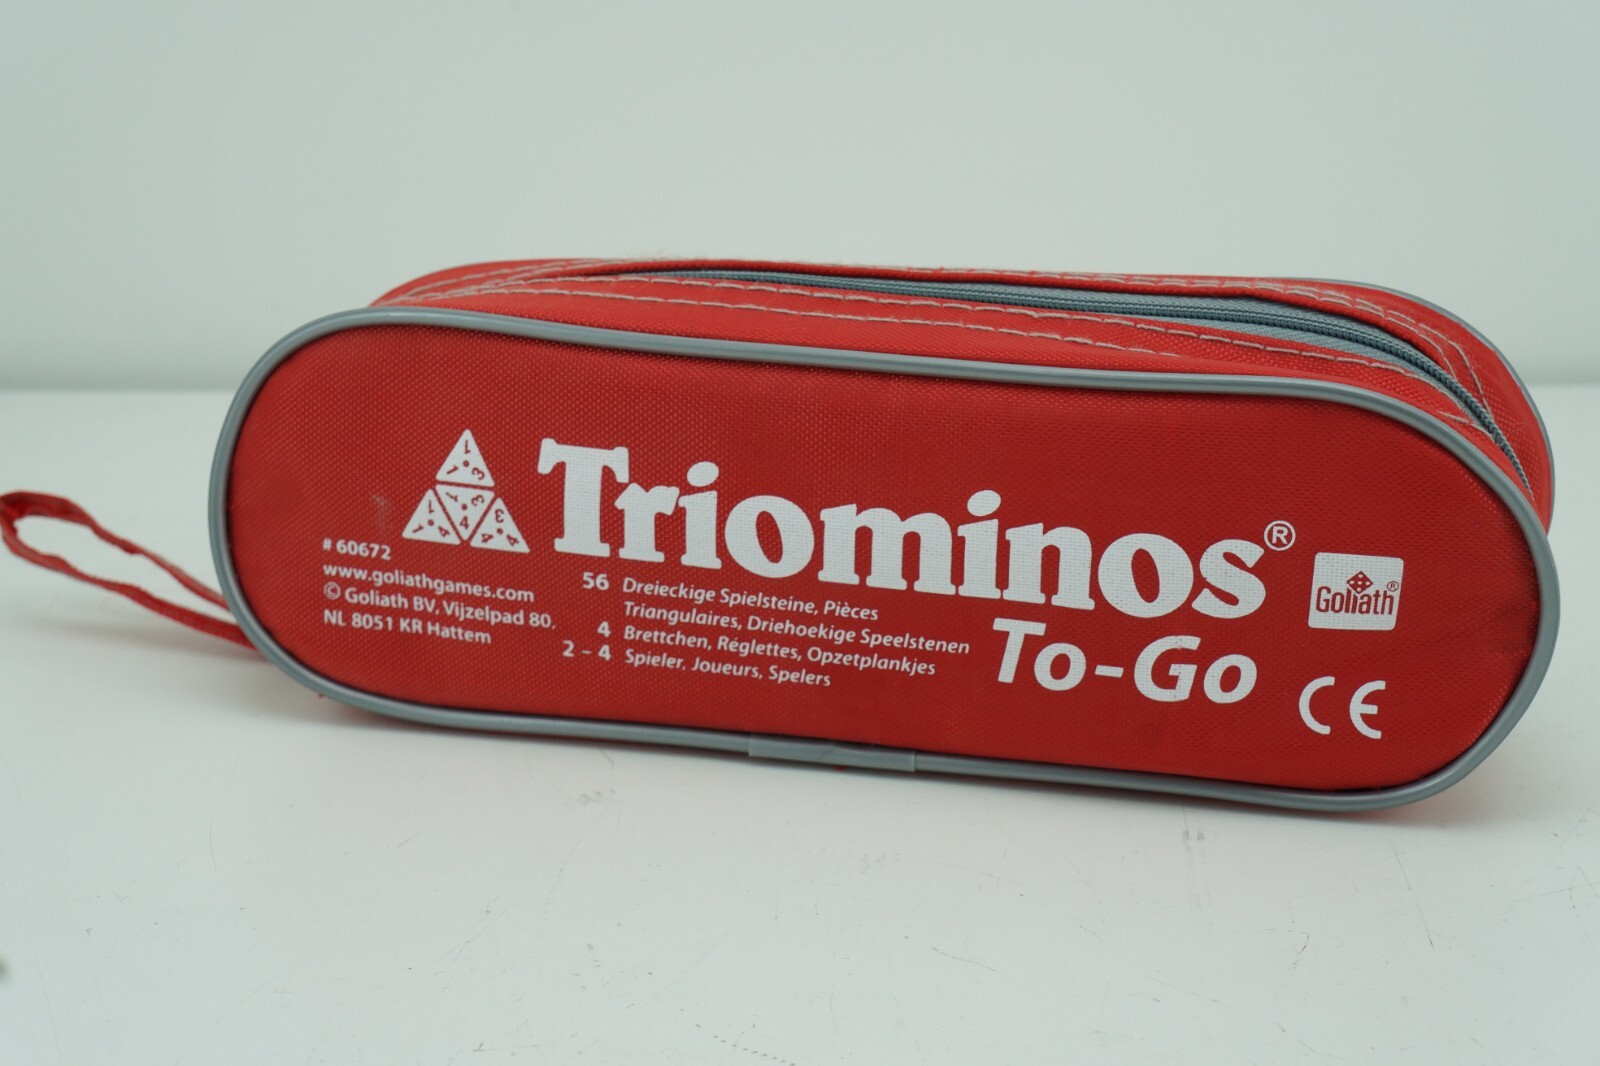 Triominos®
To-Go
# 60672
www.goliathgames.com
© Goliath BV, Vijzelpad 80,
NL 8051 KR Hattem
56 Dreieckige Spielsteine, Pièces
Triangulaires, Driehoekige Speelstenen
4 Brettchen, Réglettes, Opzetplankjes
2 – 4 Spieler, Joueurs, Spelers
Goliath®
CE